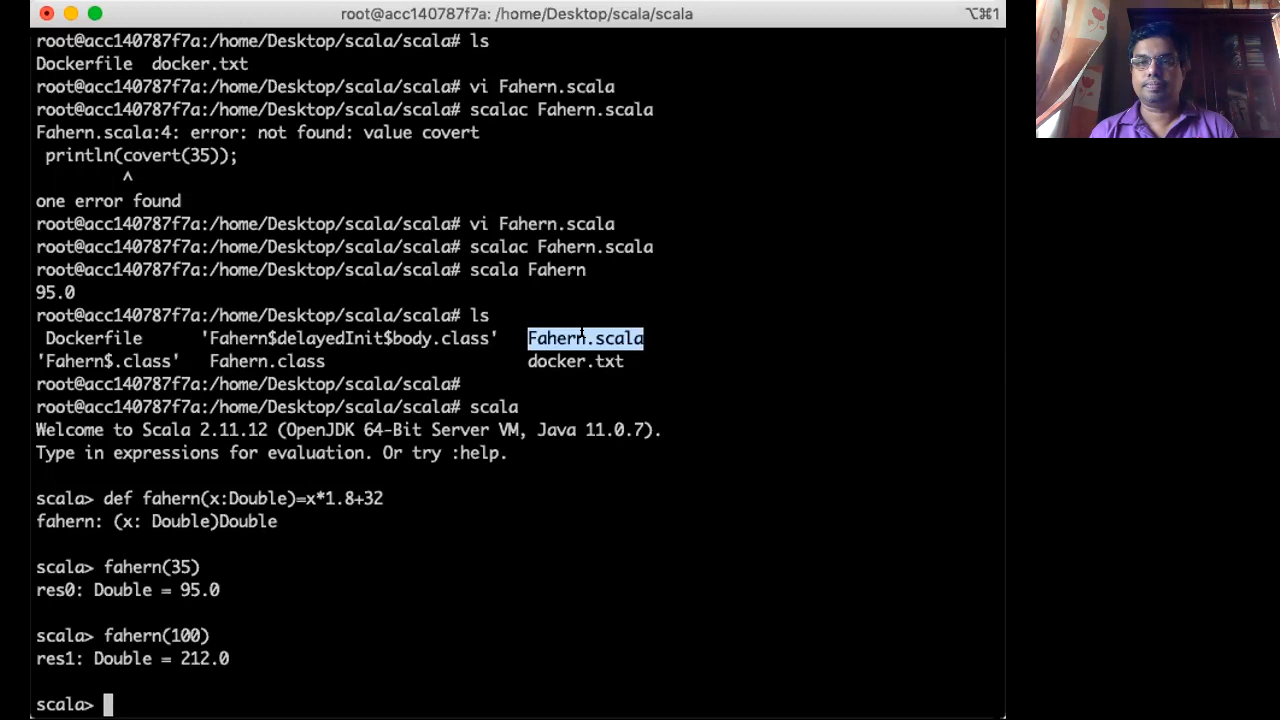 root@acc140787f7a: /home/Desktop/scala/scala
⌥⌘1
root@acc140787f7a:/home/Desktop/scala/scala# ls
Dockerfile  docker.txt
root@acc140787f7a:/home/Desktop/scala/scala# vi Fahern.scala
root@acc140787f7a:/home/Desktop/scala/scala# scalac Fahern.scala
Fahern.scala:4: error: not found: value covert
 println(covert(35));
         ^
one error found
root@acc140787f7a:/home/Desktop/scala/scala# vi Fahern.scala
root@acc140787f7a:/home/Desktop/scala/scala# scalac Fahern.scala
root@acc140787f7a:/home/Desktop/scala/scala# scala Fahern
95.0
root@acc140787f7a:/home/Desktop/scala/scala# ls
 Dockerfile      'Fahern$delayedInit$body.class'   Fahern.scala
'Fahern$.class'   Fahern.class                     docker.txt
root@acc140787f7a:/home/Desktop/scala/scala#
root@acc140787f7a:/home/Desktop/scala/scala# scala
Welcome to Scala 2.11.12 (OpenJDK 64-Bit Server VM, Java 11.0.7).
Type in expressions for evaluation. Or try :help.
scala> def fahern(x:Double)=x*1.8+32
fahern: (x: Double)Double
scala> fahern(35)
res0: Double = 95.0
scala> fahern(100)
res1: Double = 212.0
scala>